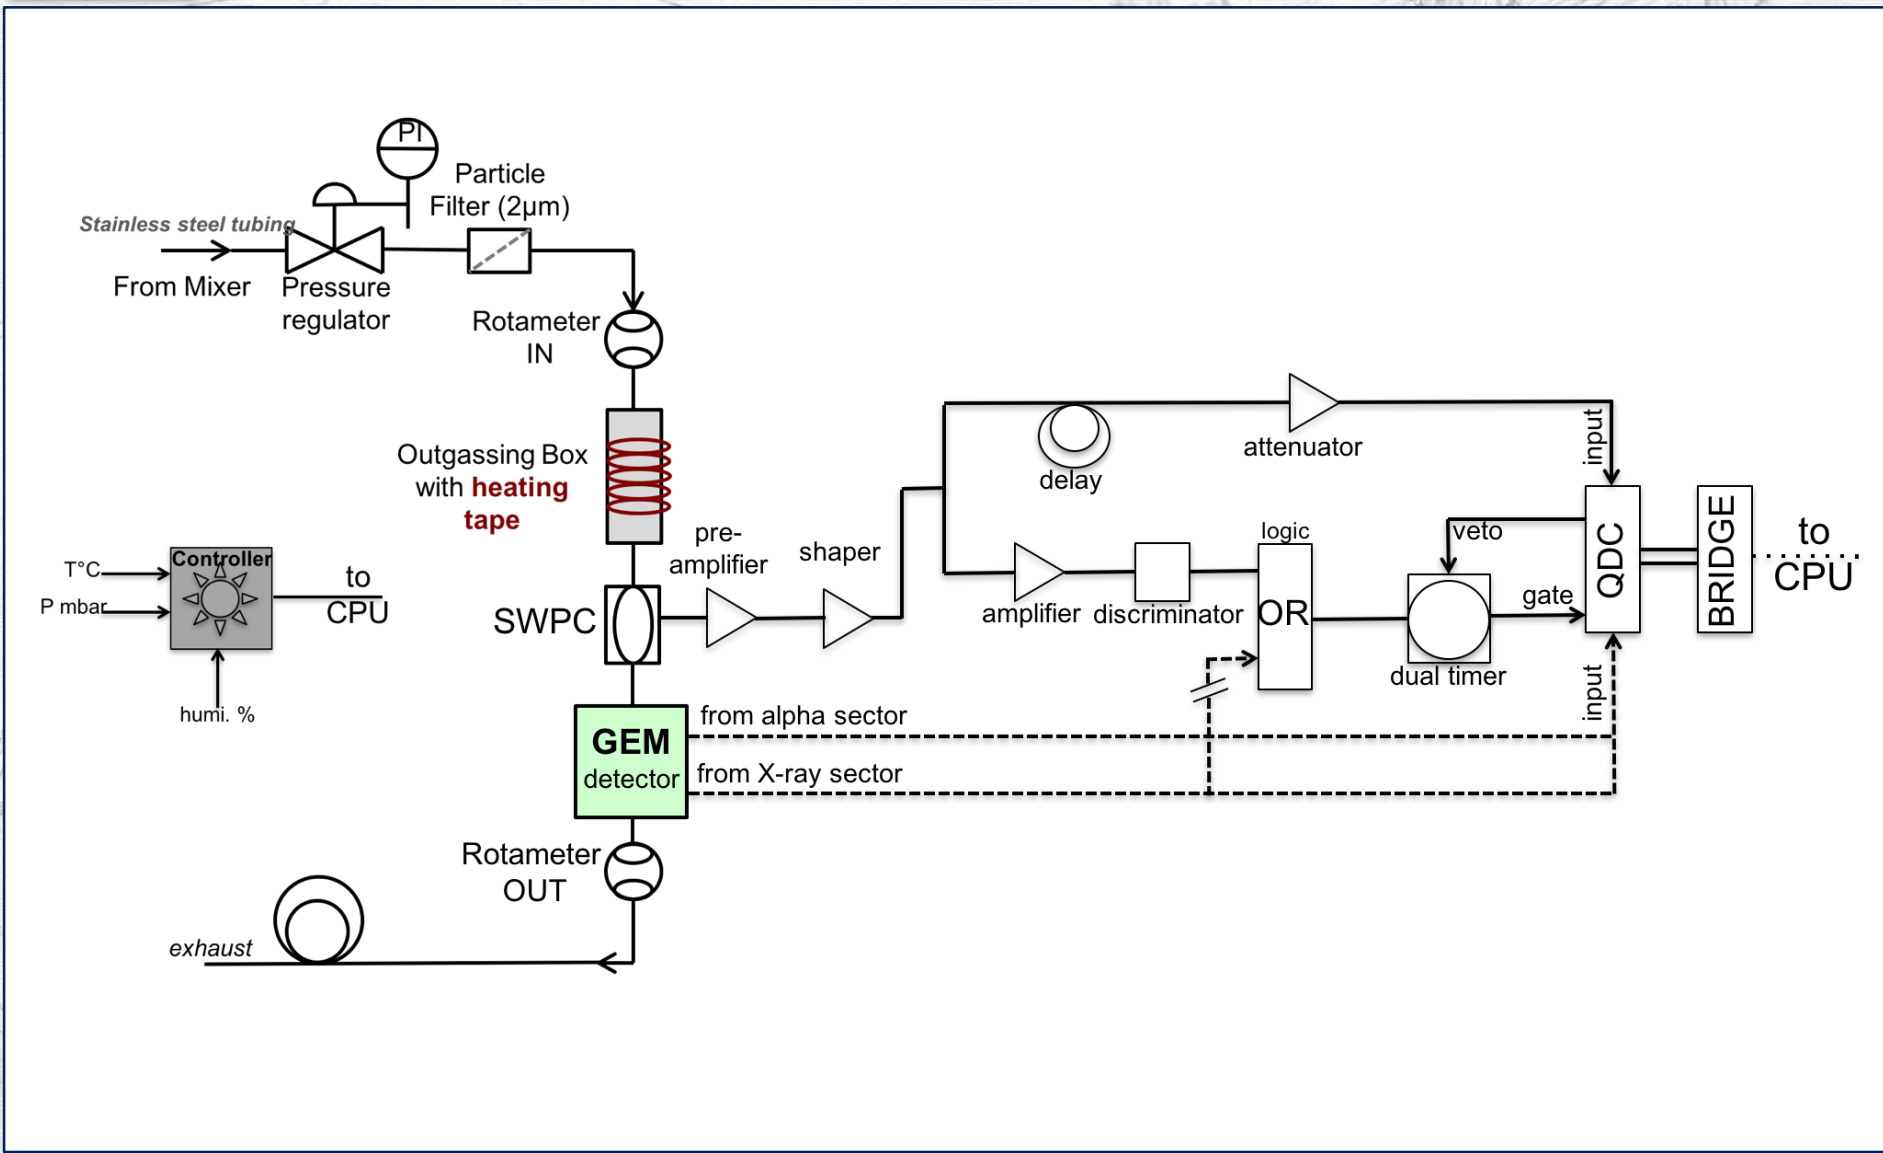 PI
Particle
Filter (2µm)
Stainless steel tubing
From Mixer
Pressure
regulator
Rotameter
IN
Outgassing Box
with heating
tape
Controller
T°C
P mbar
to
CPU
humi. %
SWPC
pre-
amplifier
shaper
delay
attenuator
input
amplifier
discriminator
logic
OR
veto
dual timer
gate
QDC
BRIDGE
to
CPU
input
GEM
detector
from alpha sector
from X-ray sector
Rotameter
OUT
exhaust